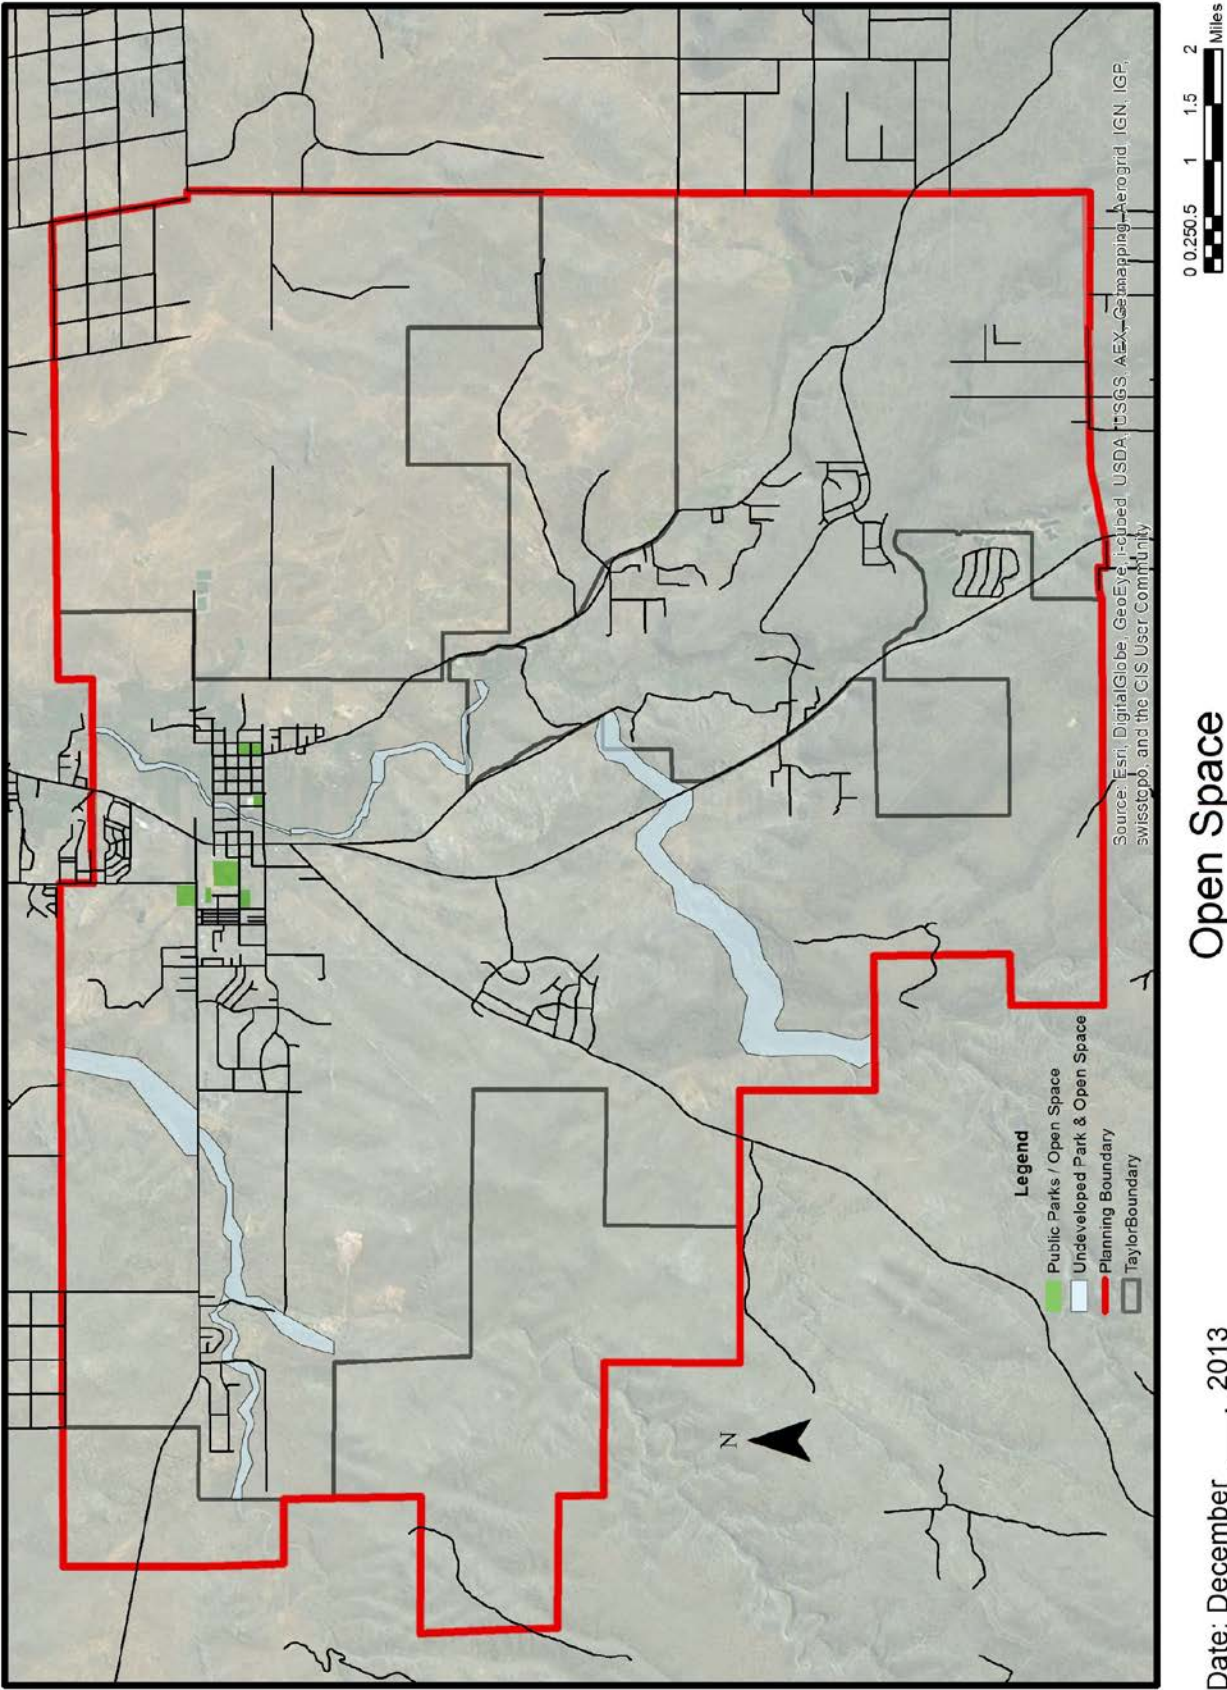 N
Legend
Public Parks / Open Space
Undeveloped Park & Open Space
Planning Boundary
TaylorBoundary
Source: Esri, DigitalGlobe, GeoEye, i-cubed, USDA, USGS, AEX, Getmapping, Aerogrid, IGN, IGP,
swisstopo, and the GIS User Community
Date: December 2013
Open Space
0 0.25 0.5 1 1.5 2
Miles